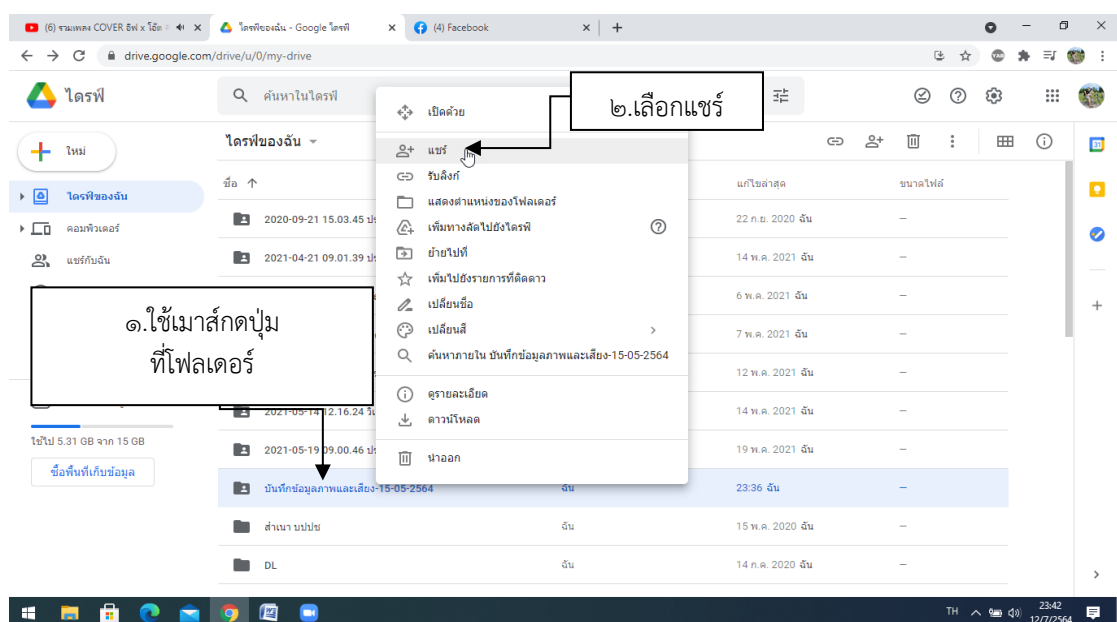 (6) รวมเพลง COVER อีฟ x โอ๊ต
ไดรฟ์ของฉัน - Google ไดรฟ์
(4) Facebook
drive.google.com/drive/u/0/my-drive
ไดรฟ์
ค้นหาในไดรฟ์
เปิดด้วย
๒.เลือกแชร์
ใหม่
ไดรฟ์ของฉัน
แชร์
ชื่อ
รับลิงก์
แก้ไขล่าสุด
ขนาดไฟล์
ไดรฟ์ของฉัน
แสดงตำแหน่งของโฟลเดอร์
2020-09-21 15.03.45
เพิ่มทางลัดไปยังไดรฟ์
22 ก.ย. 2020 ฉัน
–
คอมพิวเตอร์
ย้ายไปที่
แชร์กับฉัน
2021-04-21 09.01.39
14 พ.ค. 2021 ฉัน
–
เพิ่มไปยังรายการที่ติดดาว
6 พ.ค. 2021 ฉัน
–
เปลี่ยนชื่อ
๑.ใช้เมาส์กดปุ่ม
ที่โฟลเดอร์
เปลี่ยนสี
7 พ.ค. 2021 ฉัน
–
ค้นหาภายใน บันทึกข้อมูลภาพและเสียง-15-05-2564
12 พ.ค. 2021 ฉัน
–
ดูรายละเอียด
2021-05-14 12.16.24
14 พ.ค. 2021 ฉัน
–
ดาวน์โหลด
ใช้ไป 5.31 GB จาก 15 GB
2021-05-19 09.00.46
19 พ.ค. 2021 ฉัน
–
นำออก
ซื้อพื้นที่เก็บข้อมูล
บันทึกข้อมูลภาพและเสียง-15-05-2564
ฉัน
23:36 ฉัน
–
สำเนา บปปช
ฉัน
15 พ.ค. 2020 ฉัน
–
DL
ฉัน
14 ก.ค. 2020 ฉัน
–
TH
23:42
12/7/2564